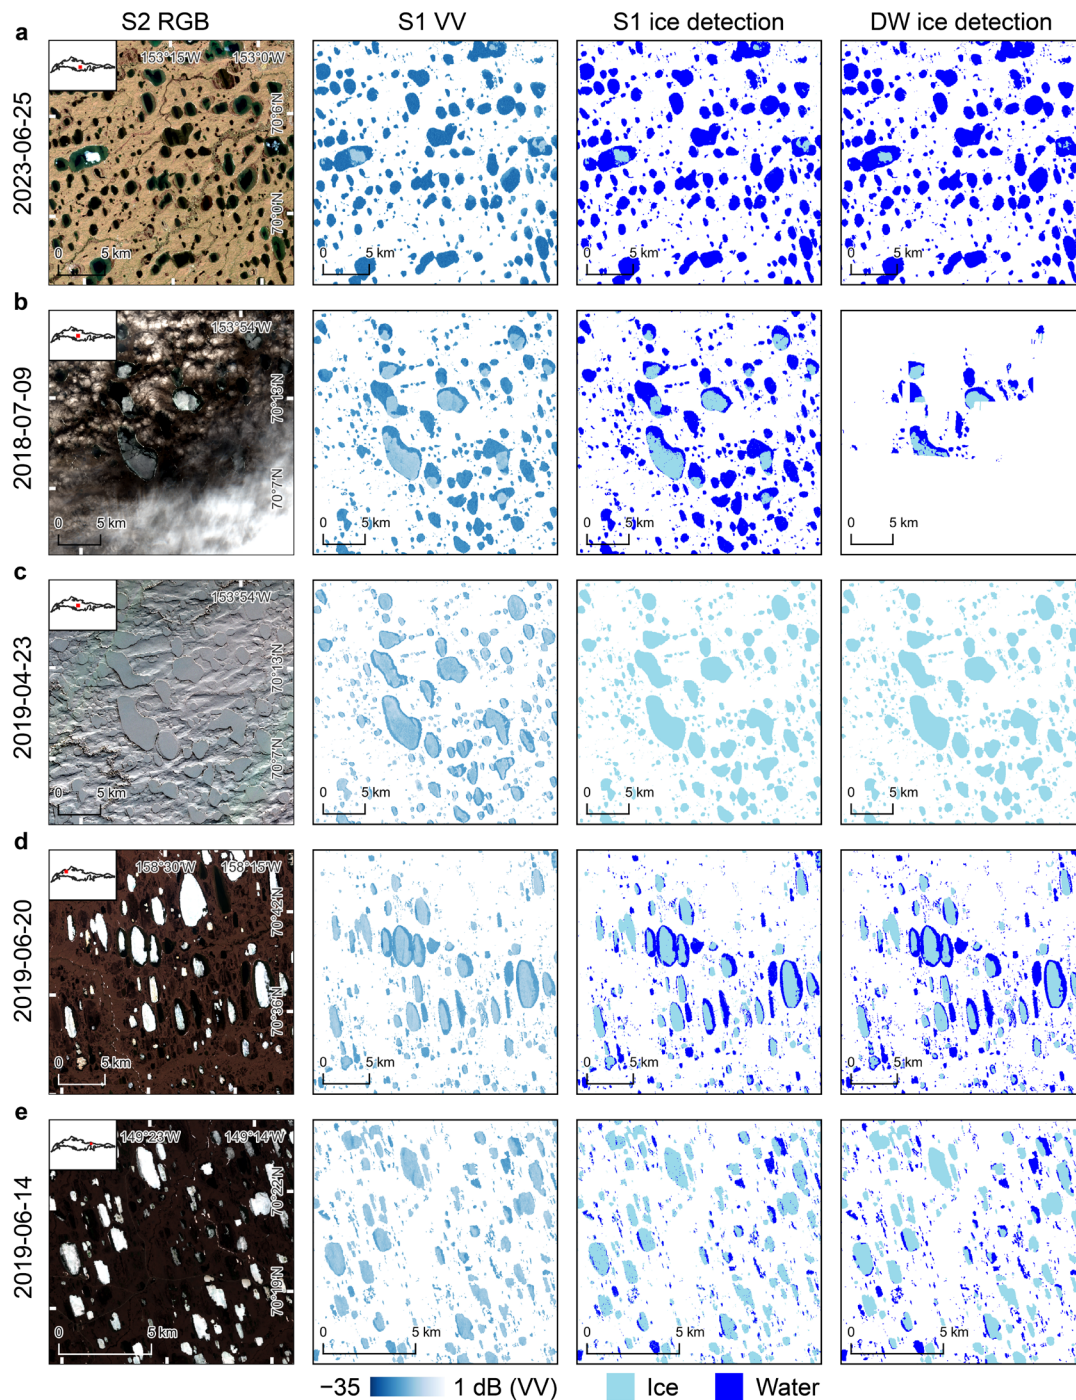 S2 RGB S1 VV S1 ice detection DW ice detection
a
2023-06-25
153°15'W 153°0'W
70°6'N
70°0'N
0 5 km
0 5 km
0 5 km
0 5 km
b
2018-07-09
153°54'W
70°13'N
70°7'N
0 5 km
0 5 km
0 5 km
0 5 km
c
2019-04-23
153°54'W
70°13'N
70°7'N
0 5 km
0 5 km
0 5 km
0 5 km
d
2019-06-20
158°30'W 158°15'W
70°42'N
70°36'N
0 5 km
0 5 km
0 5 km
0 5 km
e
2019-06-14
149°23'W 149°14'W
70°22'N
70°19'N
0 5 km
0 5 km
0 5 km
0 5 km
−35 1 dB (VV) Ice Water